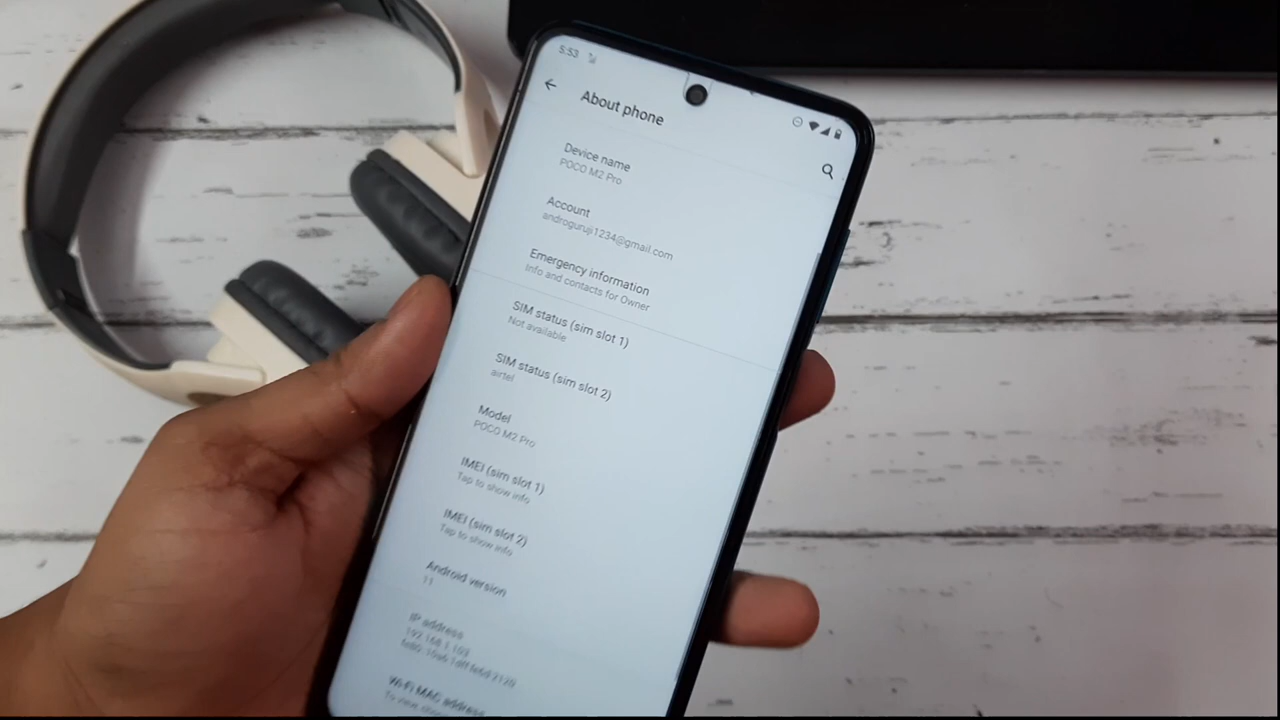 5:53
About phone
Device name
POCO M2 Pro
Account
androguruji1234@gmail.com
Emergency information
Info and contacts for Owner
SIM status (sim slot 1)
Not available
SIM status (sim slot 2)
airtel
Model
POCO M2 Pro
IMEI (sim slot 1)
Tap to show info
IMEI (sim slot 2)
Tap to show info
Android version
11
IP address
192.168.1.103
Wi-Fi MAC address
To view